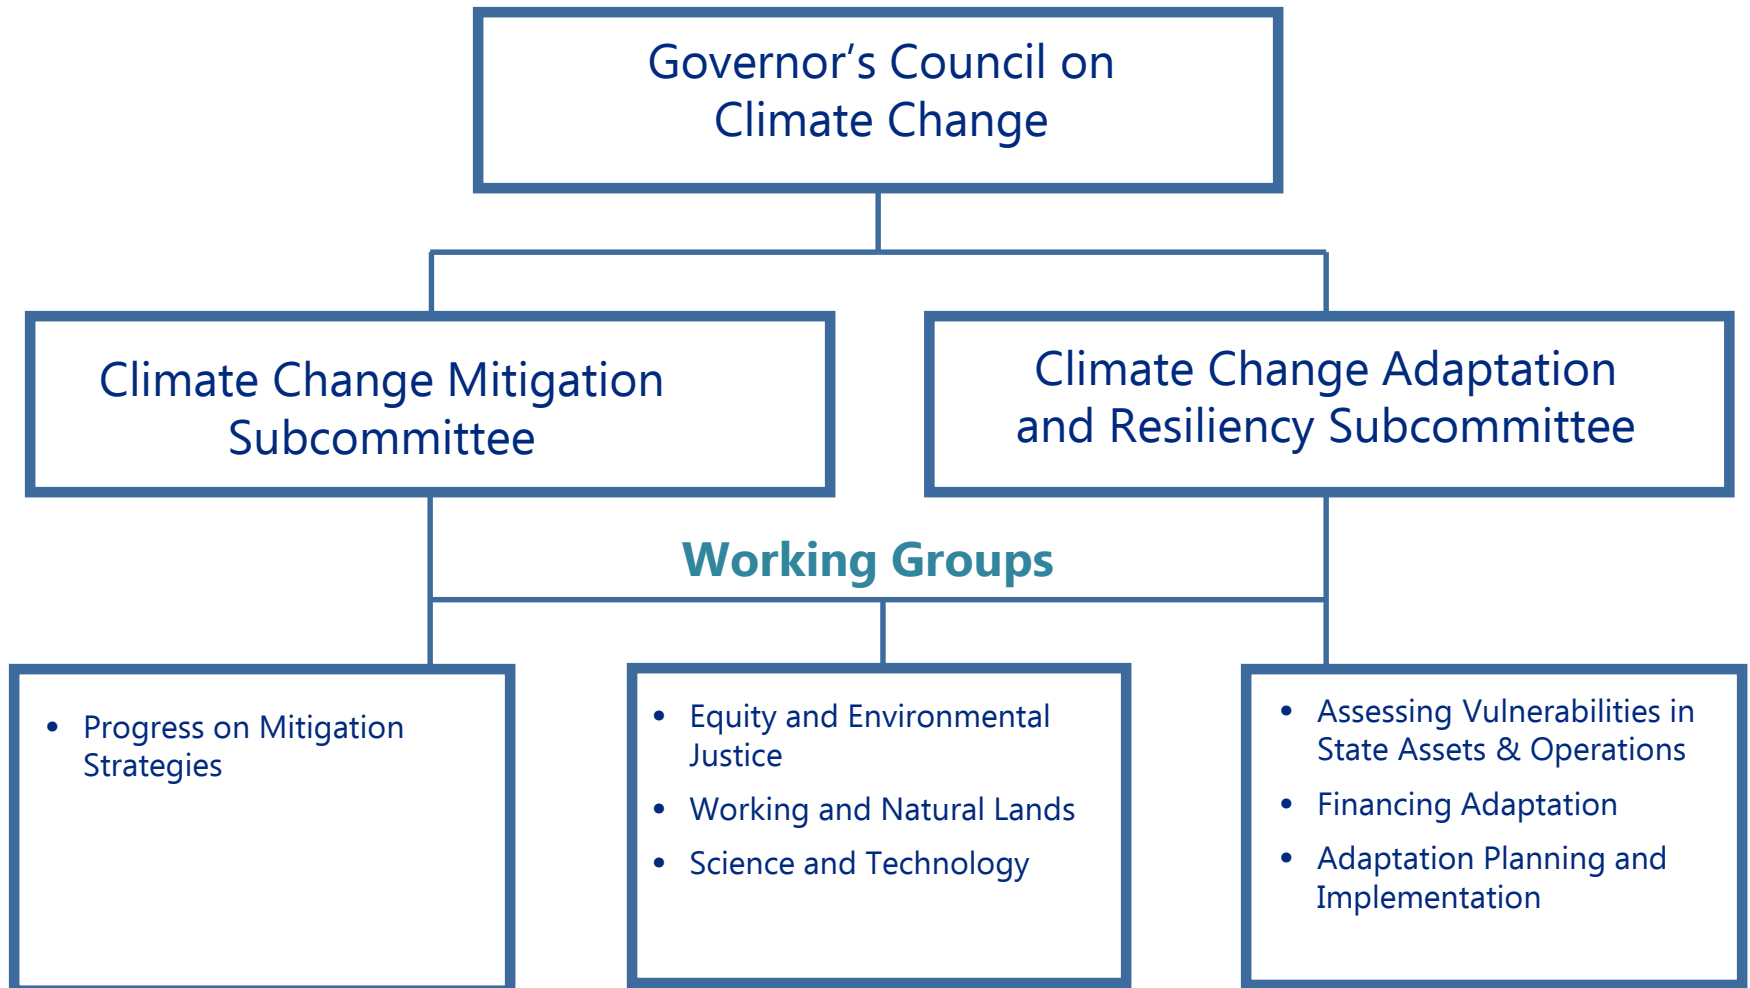 Governor’s Council on
Climate Change
Climate Change Mitigation
Subcommittee
Climate Change Adaptation
and Resiliency Subcommittee
Working Groups
• Progress on Mitigation
Strategies
• Equity and Environmental
Justice
• Working and Natural Lands
• Science and Technology
• Assessing Vulnerabilities in
State Assets & Operations
• Financing Adaptation
• Adaptation Planning and
Implementation